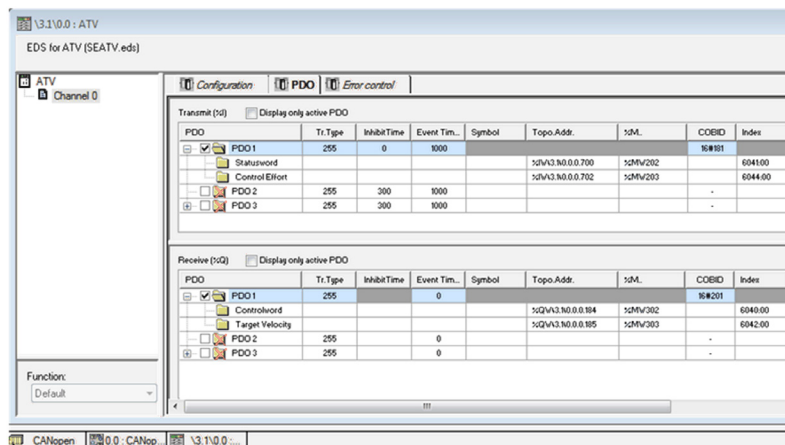 \3.1\0.0 : ATV
EDS for ATV (SEATV.eds)
ATV
Channel 0
Configuration PDO Error control
Transmit (%I) Display only active PDO
PDO Tr.Type InhibitTime Event Tim... Symbol Topo.Addr. %M.. COBID Index
PDO 1 255 0 1000 16#181
Statusword %IW\3.1\0.0.0.700 %MW202 6041:00
Control Effort %IW\3.1\0.0.0.702 %MW203 6044:00
PDO 2 255 300 1000 -
PDO 3 255 300 1000 -
Receive (%Q) Display only active PDO
PDO Tr.Type InhibitTime Event Tim... Symbol Topo.Addr. %M.. COBID Index
PDO 1 255 0 16#201
Controlword %QW\3.1\0.0.0.184 %MW302 6040:00
Target Velocity %QW\3.1\0.0.0.185 %MW303 6042:00
PDO 2 255 0 -
PDO 3 255 0 -
Function:
Default
CANopen 0.0 : CANop... \3.1\0.0 :...